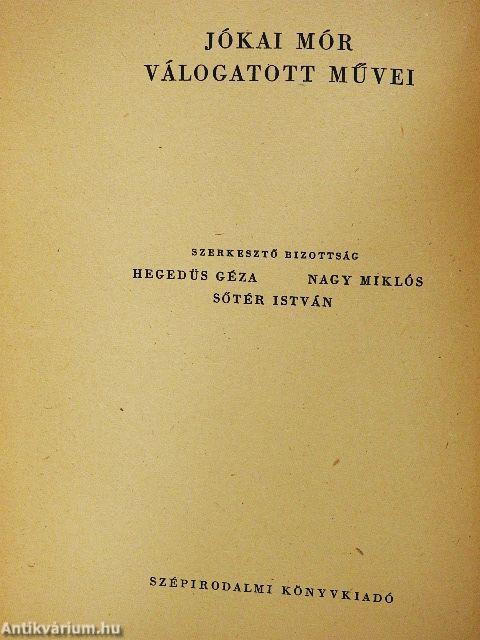 JÓKAI MÓR
VÁLOGATOTT MŰVEI
SZERKESZTŐ BIZOTTSÁG
HEGEDÜS GÉZA NAGY MIKLÓS
SŐTÉR ISTVÁN
SZÉPIRODALMI KÖNYVKIADÓ
Antikvárium.hu